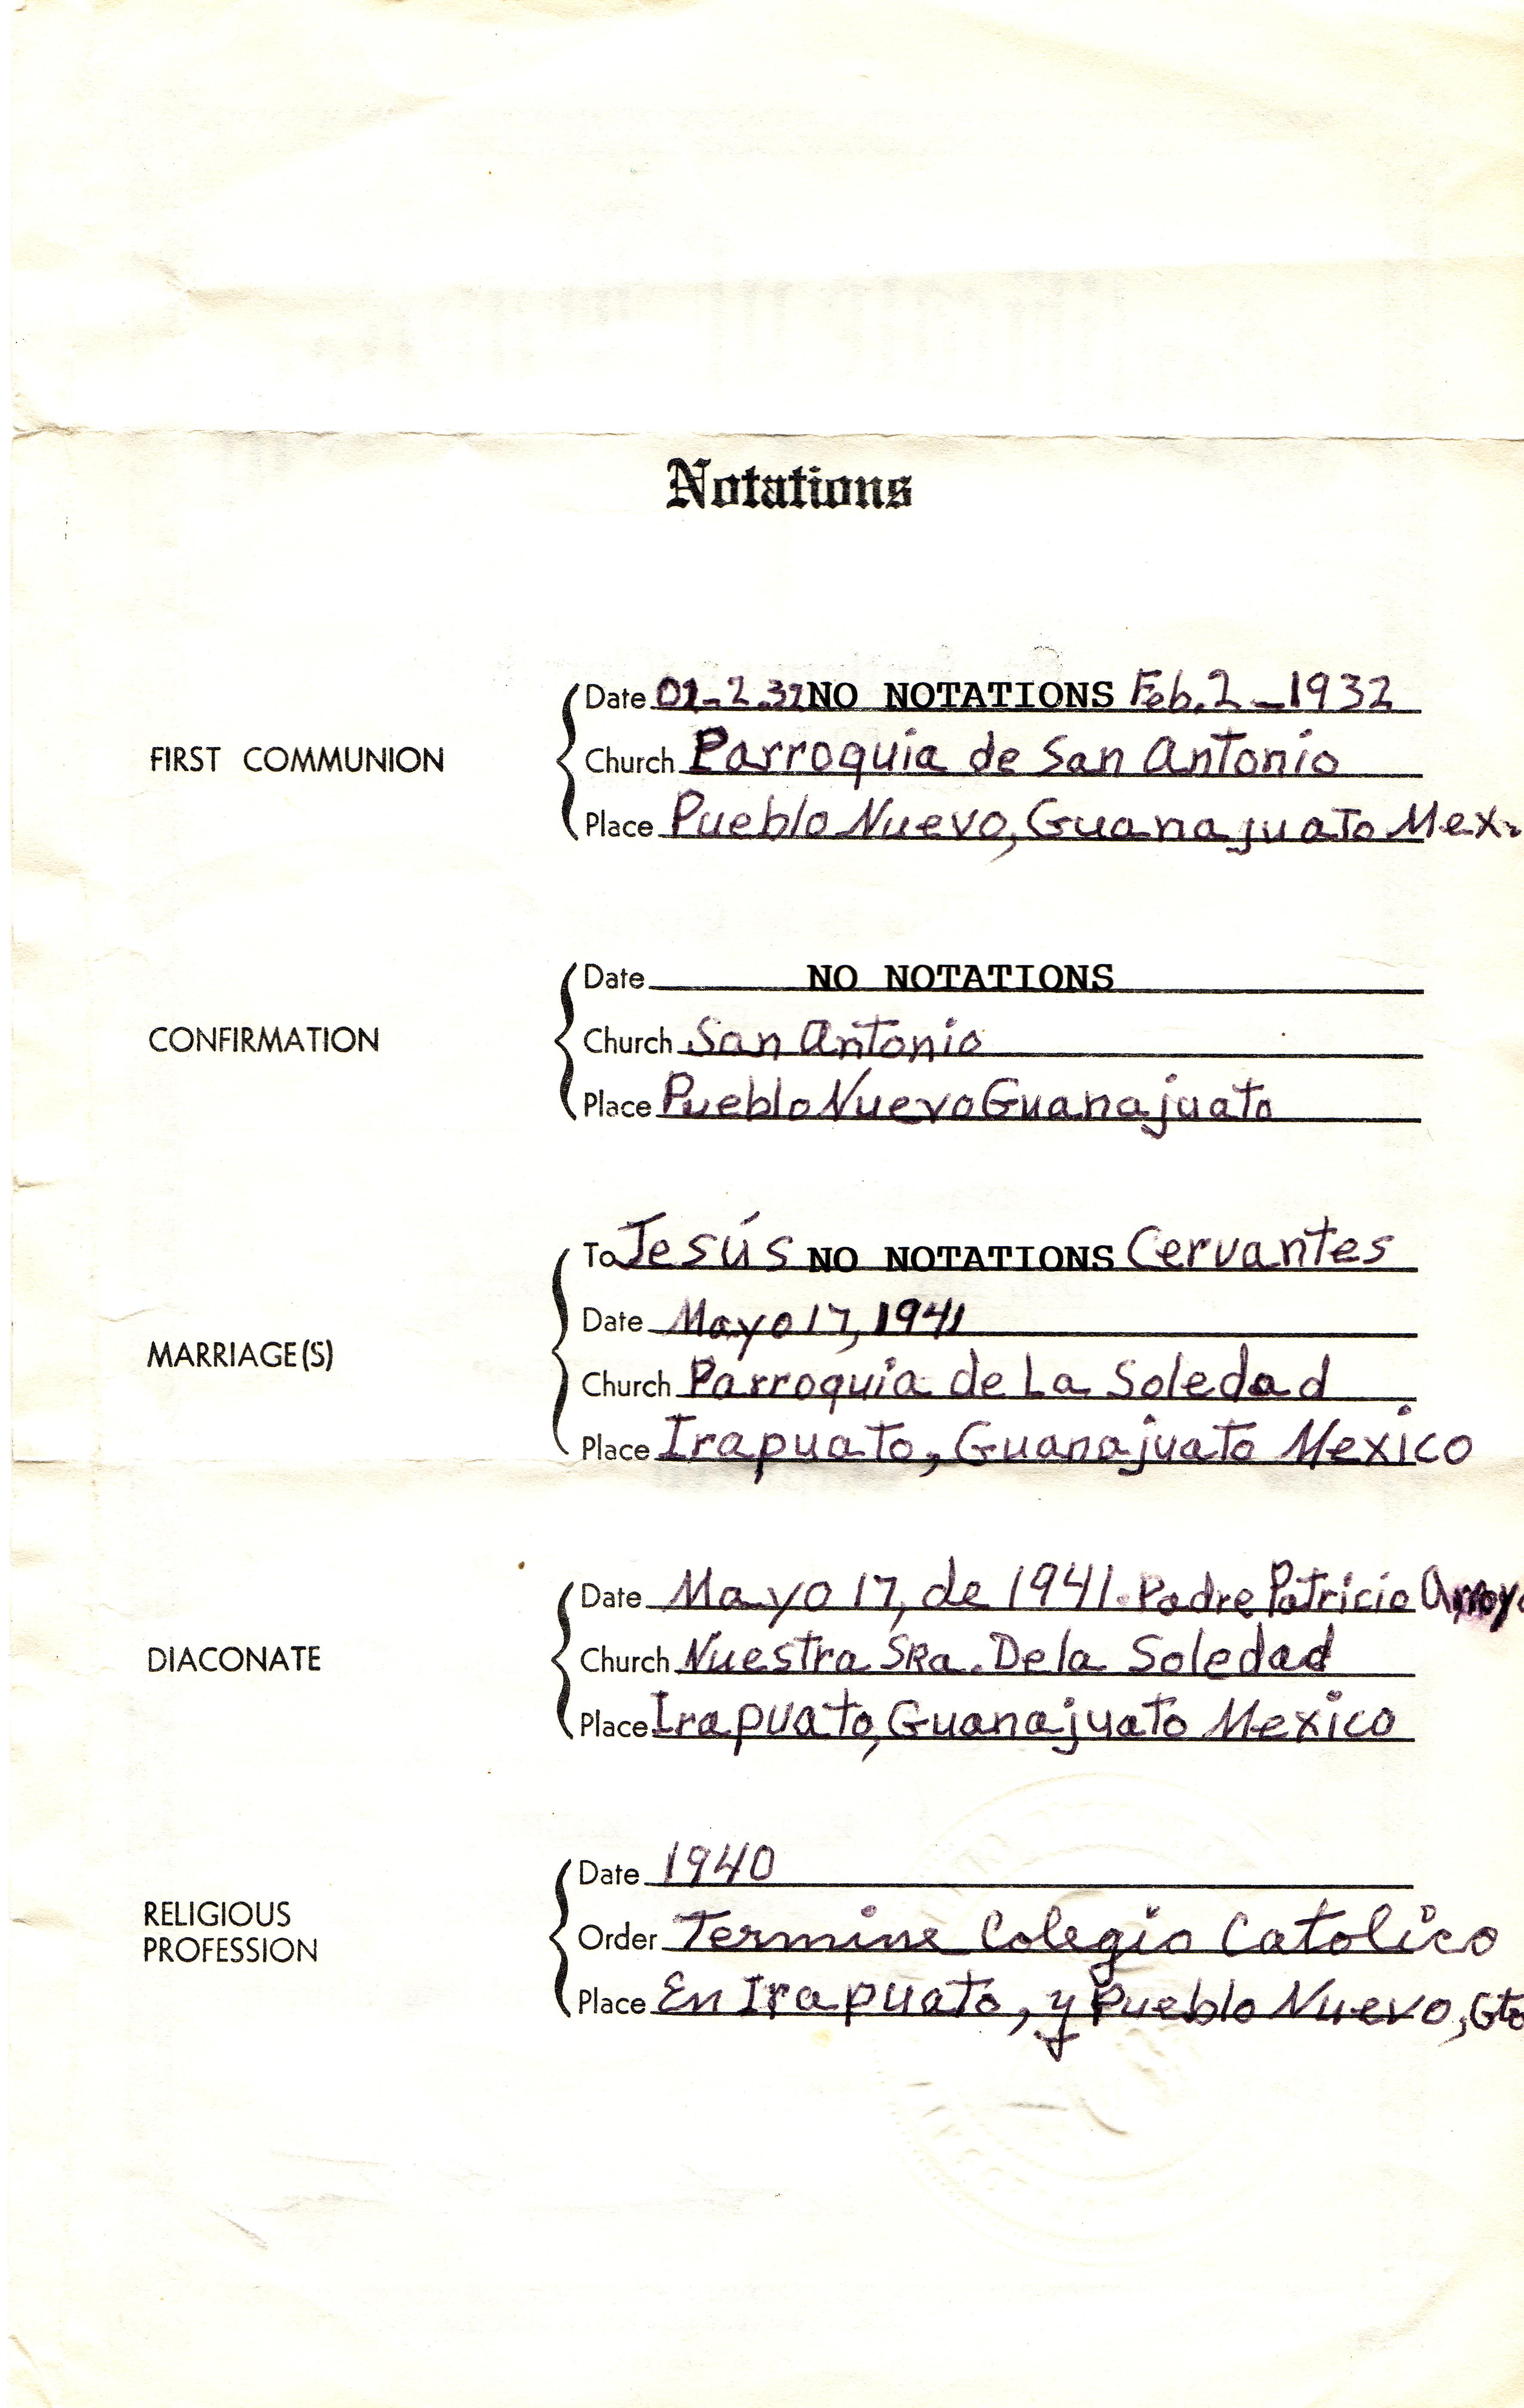 Notations
FIRST COMMUNION
Date 02-2.32 NO NOTATIONS Feb. 2-1932
Church Parroquia de San Antonio
Place Pueblo Nuevo, Guanajuato Mex.
CONFIRMATION
Date NO NOTATIONS
Church San Antonio
Place Pueblo Nuevo Guanajuato
MARRIAGE(S)
To Jesús NO NOTATIONS Cervantes
Date Mayo 17, 1941
Church Parroquia de La Soledad
Place Irapuato, Guanajuato Mexico
DIACONATE
Date Mayo 17, de 1941. Padre Patricio Arroyo
Church Nuestra SRa. De la Soledad
Place Irapuato, Guanajuato Mexico
RELIGIOUS
PROFESSION
Date 1940
Order Termine Colegio Catolico
Place En Irapuato, y Pueblo Nuevo, Gto